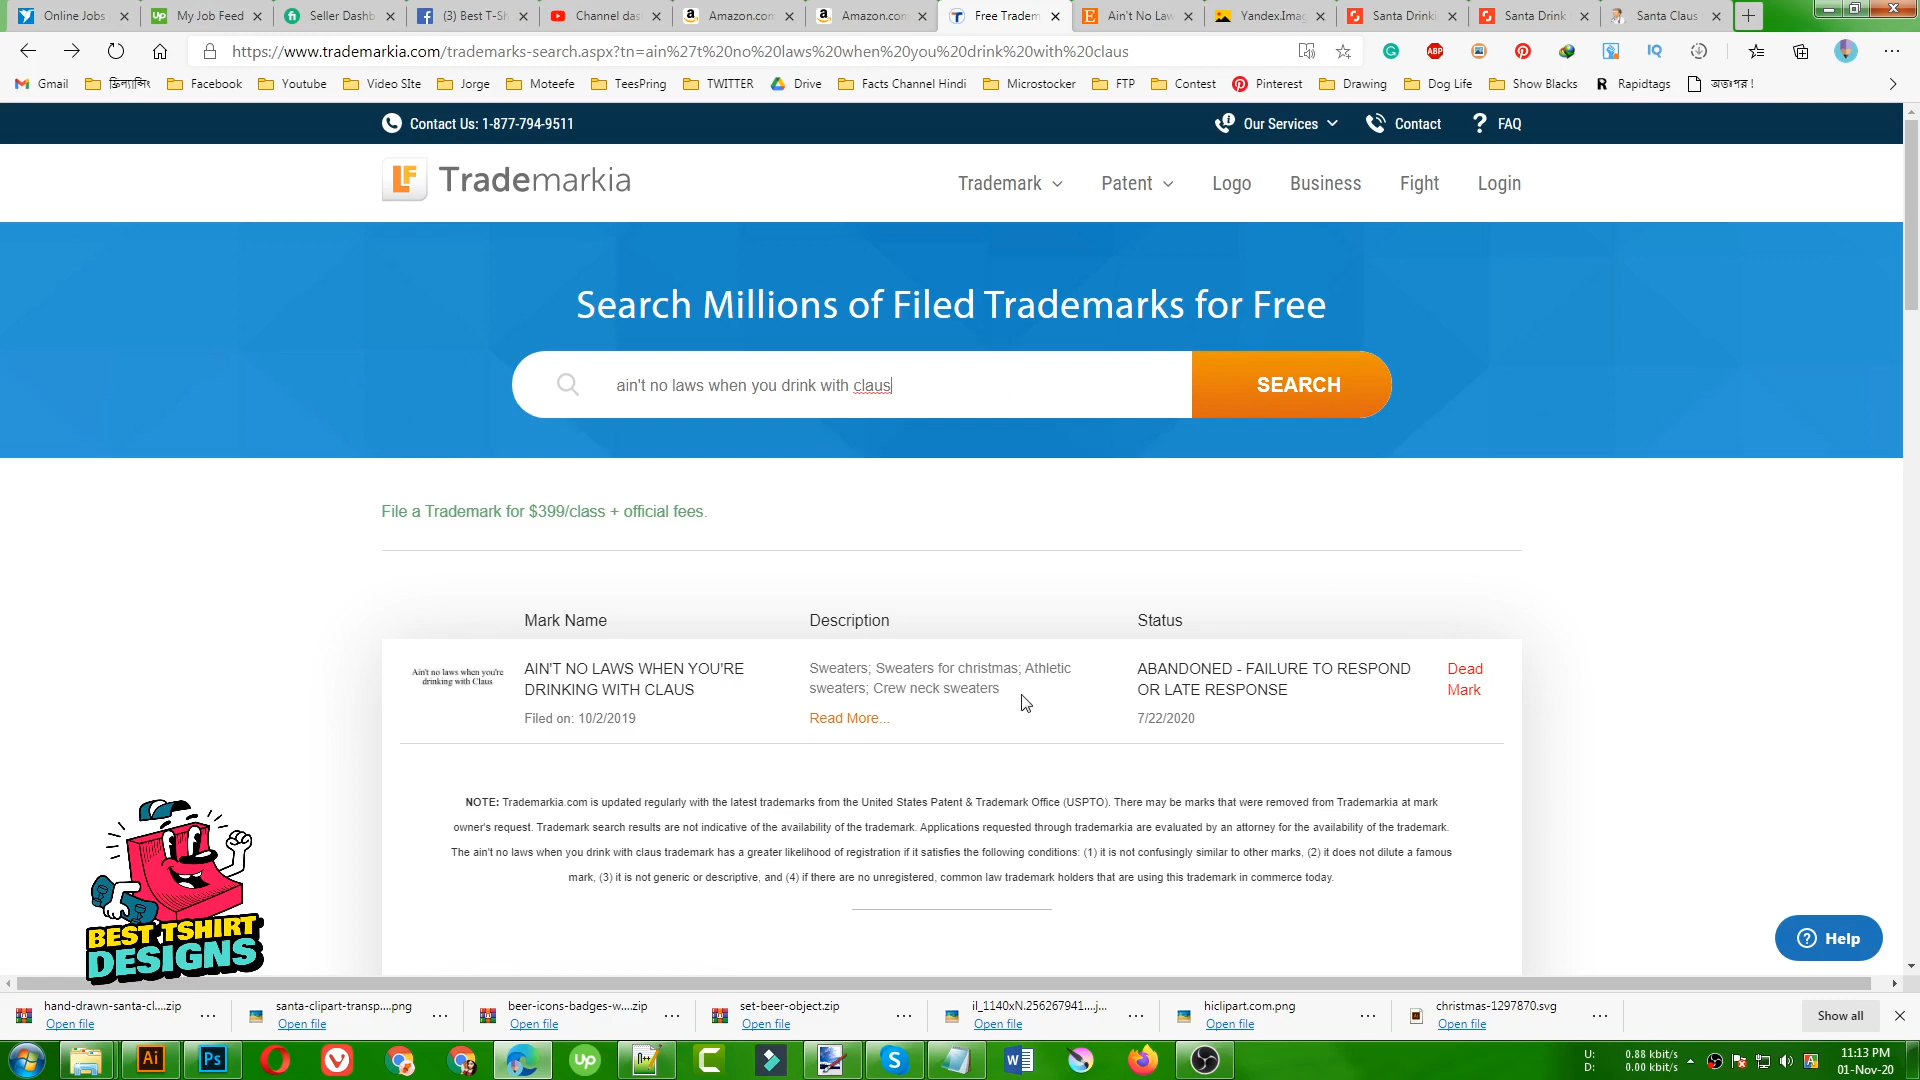 Online Jobs
My Job Feed
Seller Dashb
(3) Best T-Sh
Channel das
Amazon.com
Amazon.com
Free Tradem
Ain't No Law
Yandex.Imag
Santa Drinki
Santa Drink
Santa Claus
https://www.trademarkia.com/trademarks-search.aspx?tn=ain%27t%20no%20laws%20when%20you%20drink%20with%20claus
Gmail
ফ্রিল্যান্সিং
Facebook
Youtube
Video SIte
Jorge
Moteefe
TeesPring
TWITTER
Drive
Facts Channel Hindi
Microstocker
FTP
Contest
Pinterest
Drawing
Dog Life
Show Blacks
Rapidtags
অতঃপর !
Contact Us: 1-877-794-9511
Our Services
Contact
FAQ
LF Trademarkia
Trademark
Patent
Logo
Business
Fight
Login
Search Millions of Filed Trademarks for Free
ain't no laws when you drink with claus
SEARCH
File a Trademark for $399/class + official fees.
Mark Name
Description
Status
Ain't no laws when you're
drinking with Claus
AIN'T NO LAWS WHEN YOU'RE
DRINKING WITH CLAUS
Filed on: 10/2/2019
Sweaters; Sweaters for christmas; Athletic
sweaters; Crew neck sweaters
Read More...
ABANDONED - FAILURE TO RESPOND
OR LATE RESPONSE
7/22/2020
Dead
Mark
NOTE: Trademarkia.com is updated regularly with the latest trademarks from the United States Patent & Trademark Office (USPTO). There may be marks that were removed from Trademarkia at mark
owner's request. Trademark search results are not indicative of the availability of the trademark. Applications requested through trademarkia are evaluated by an attorney for the availability of the trademark.
The ain't no laws when you drink with claus trademark has a greater likelihood of registration if it satisfies the following conditions: (1) it is not confusingly similar to other marks, (2) it does not dilute a famous
mark, (3) it is not generic or descriptive, and (4) if there are no unregistered, common law trademark holders that are using this trademark in commerce today.
BEST TSHIRT
DESIGNS
Help
hand-drawn-santa-cl....zip
Open file
santa-clipart-transp....png
Open file
beer-icons-badges-w....zip
Open file
set-beer-object.zip
Open file
il_1140xN.256267941....j...
Open file
hiclipart.com.png
Open file
christmas-1297870.svg
Open file
Show all
U: 0.88 kbit/s
D: 0.00 kbit/s
11:13 PM
01-Nov-20